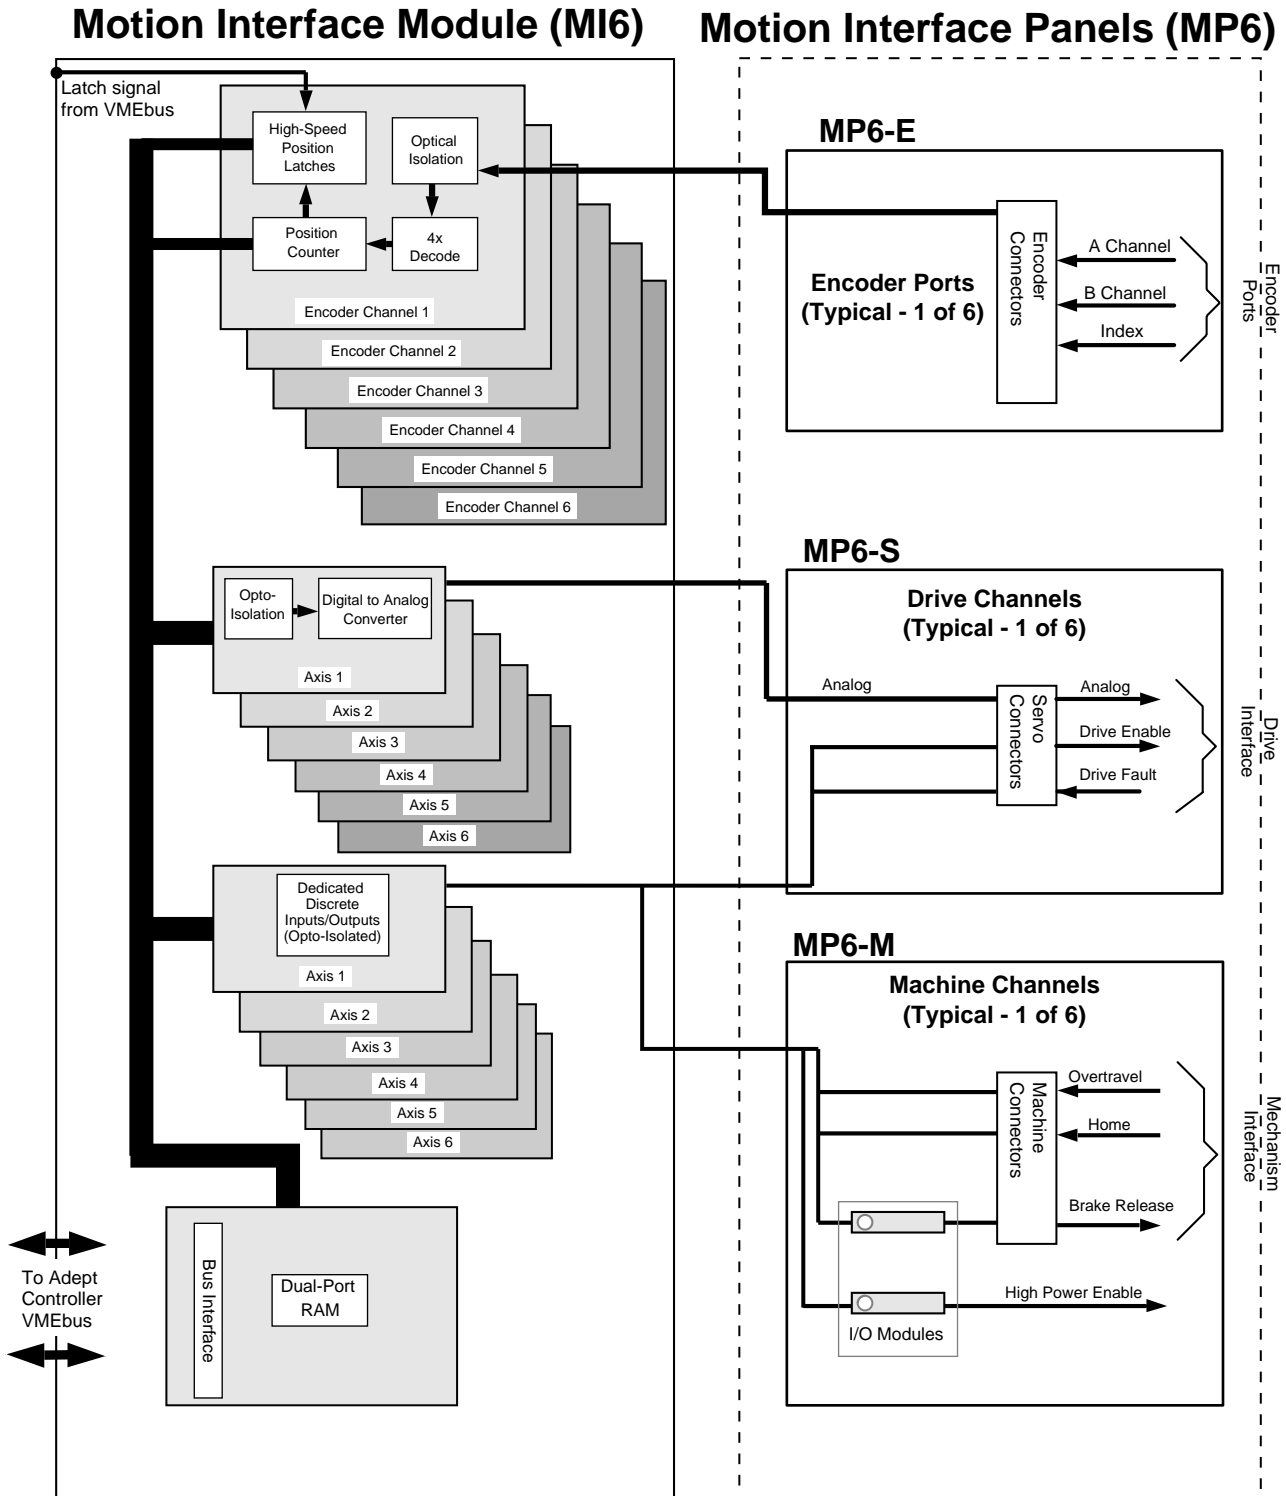 Motion Interface Module (MI6)
Motion Interface Panels (MP6)
Latch signal
from VMEbus
High-Speed
Position
Latches
Optical
Isolation
Position
Counter
4x
Decode
Encoder Channel 1
Encoder Channel 2
Encoder Channel 3
Encoder Channel 4
Encoder Channel 5
Encoder Channel 6
MP6-E
Encoder Ports
(Typical - 1 of 6)
Encoder
Connectors
A Channel
B Channel
Index
Encoder
Ports
Opto-
Isolation
Digital to Analog
Converter
Axis 1
Axis 2
Axis 3
Axis 4
Axis 5
Axis 6
MP6-S
Drive Channels
(Typical - 1 of 6)
Analog
Servo
Connectors
Analog
Drive Enable
Drive Fault
Drive
Interface
Dedicated
Discrete
Inputs/Outputs
(Opto-Isolated)
Axis 1
Axis 2
Axis 3
Axis 4
Axis 5
Axis 6
MP6-M
Machine Channels
(Typical - 1 of 6)
Machine
Connectors
Overtravel
Home
Brake Release
High Power Enable
I/O Modules
Mechanism
Interface
To Adept
Controller
VMEbus
Bus Interface
Dual-Port
RAM